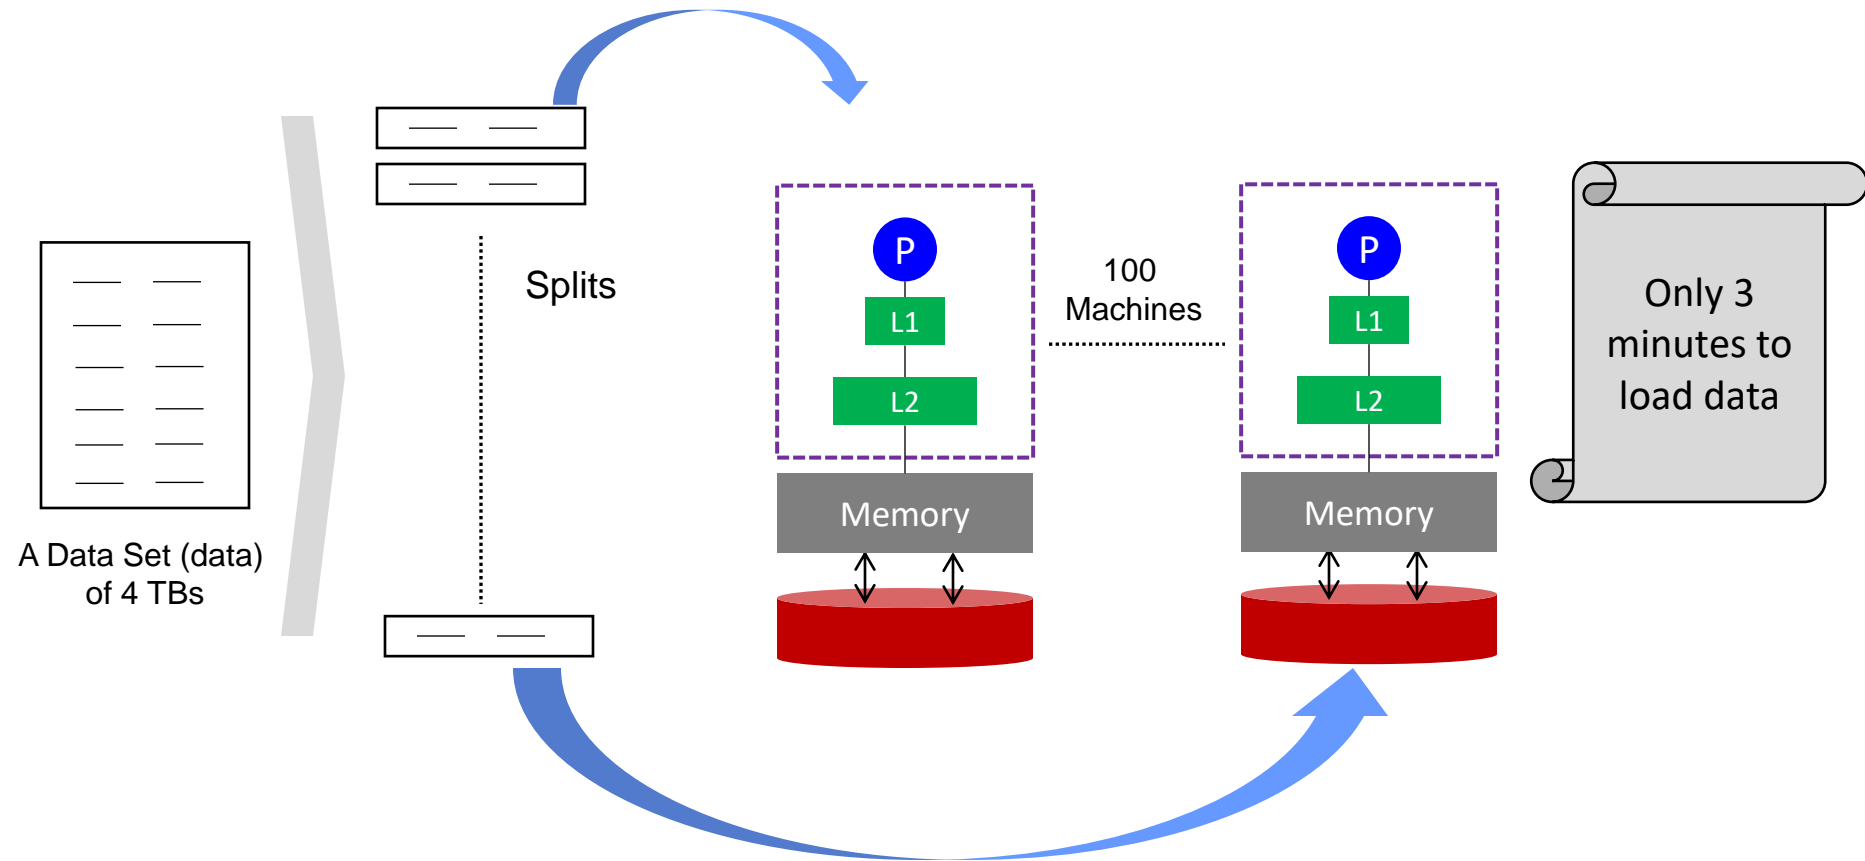 A Data Set (data)
of 4 TBs
Splits
P
L1
L2
Memory
100
Machines
P
L1
L2
Memory
Only 3
minutes to
load data